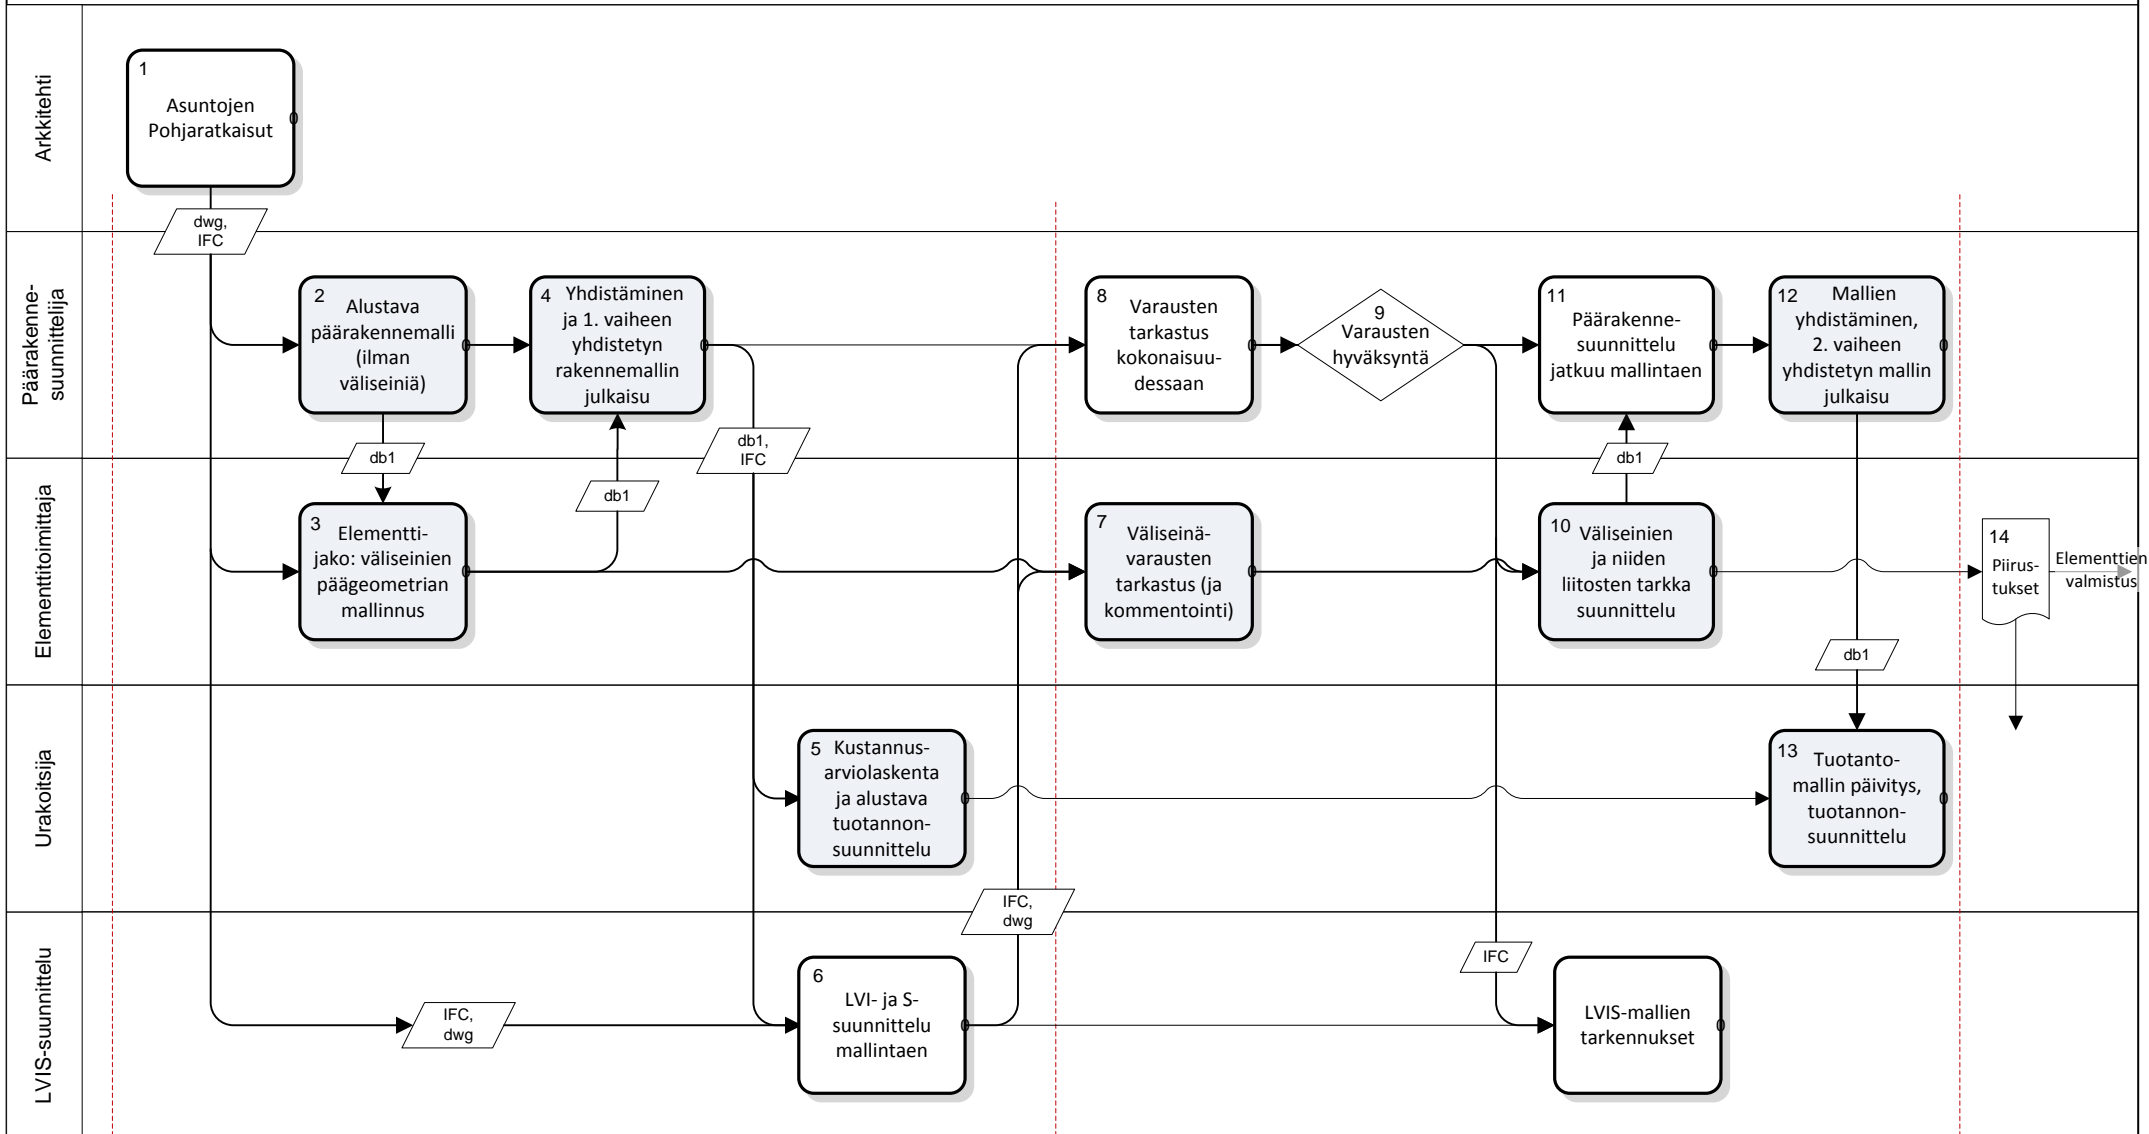 Arkkitehti
1
Asuntojen
Pohjaratkaisut
dwg,
IFC
Päärakenne-
suunnittelija
2
Alustava
päärakennemalli
(ilman
väliseiniä)
4
Yhdistäminen
ja 1. vaiheen
yhdistetyn
rakennemallin
julkaisu
8
Varausten
tarkastus
kokonaisuu-
dessaan
9
Varausten
hyväksyntä
11
Päärakenne-
suunnittelu
jatkuu mallintaen
12
Mallien
yhdistäminen,
2. vaiheen
yhdistetyn mallin
julkaisu
db1
db1
db1,
IFC
db1
Elementtitoimittaja
3
Elementti-
jako: väliseinien
päägeometrian
mallinnus
7
Väliseinä-
varausten
tarkastus (ja
kommentointi)
10
Väliseinien
ja niiden
liitosten tarkka
suunnittelu
14
Piirus-
tukset
Elementtien
valmistus
db1
Urakoitsija
5
Kustannus-
arviolaskenta
ja alustava
tuotannon-
suunnittelu
13
Tuotanto-
mallin päivitys,
tuotannon-
suunnittelu
IFC,
dwg
LVIS-suunnittelu
IFC,
dwg
6
LVI- ja S-
suunnittelu
mallintaen
IFC
LVIS-mallien
tarkennukset